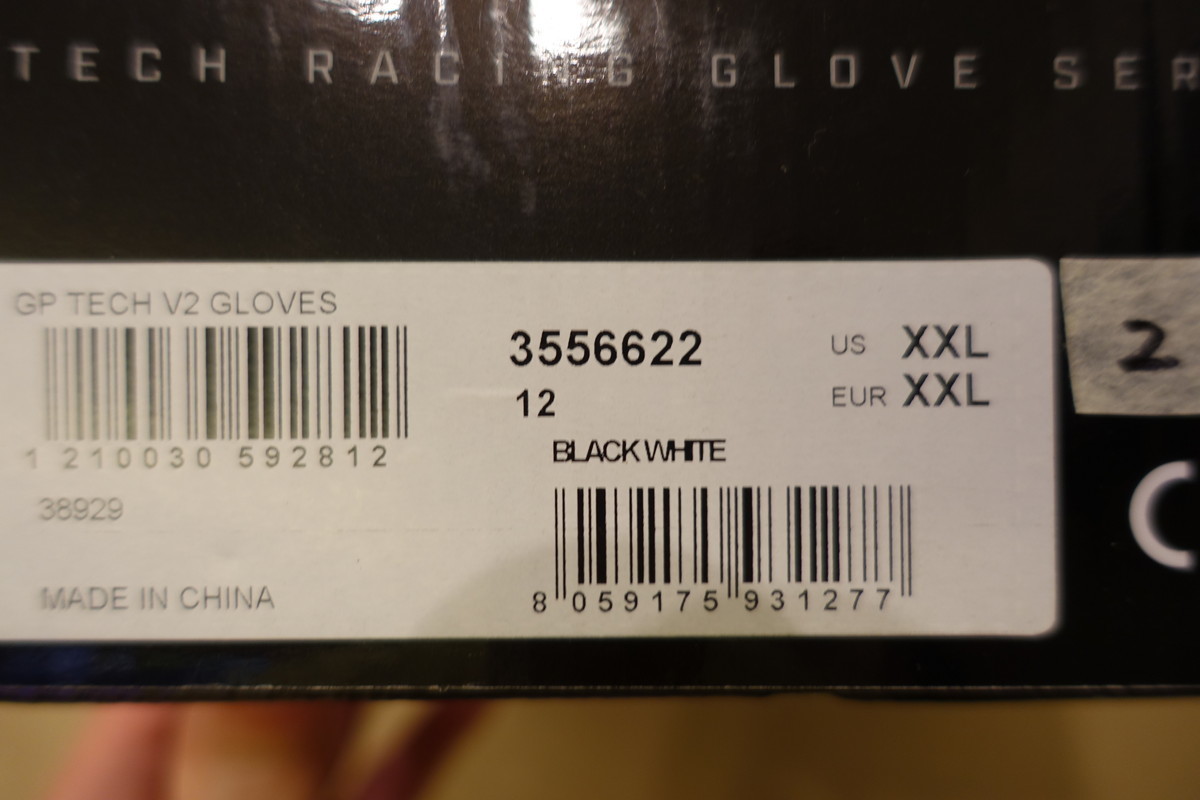 TECH RACING GLOVE SER
GP TECH V2 GLOVES
1 210030 592812
38929
MADE IN CHINA
3556622
12
BLACK WHITE
8 059175 931277
US XXL
EUR XXL
2